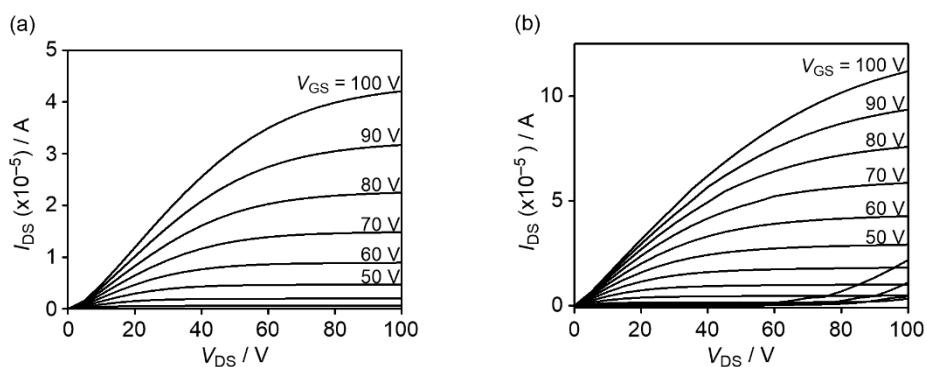 (a)
5
4
3
2
1
0
I_DS (x10⁻⁵) / A
V_GS = 100 V
90 V
80 V
70 V
60 V
50 V
0 20 40 60 80 100
V_DS / V
(b)
10
5
0
I_DS (x10⁻⁵) / A
V_GS = 100 V
90 V
80 V
70 V
60 V
50 V
0 20 40 60 80 100
V_DS / V